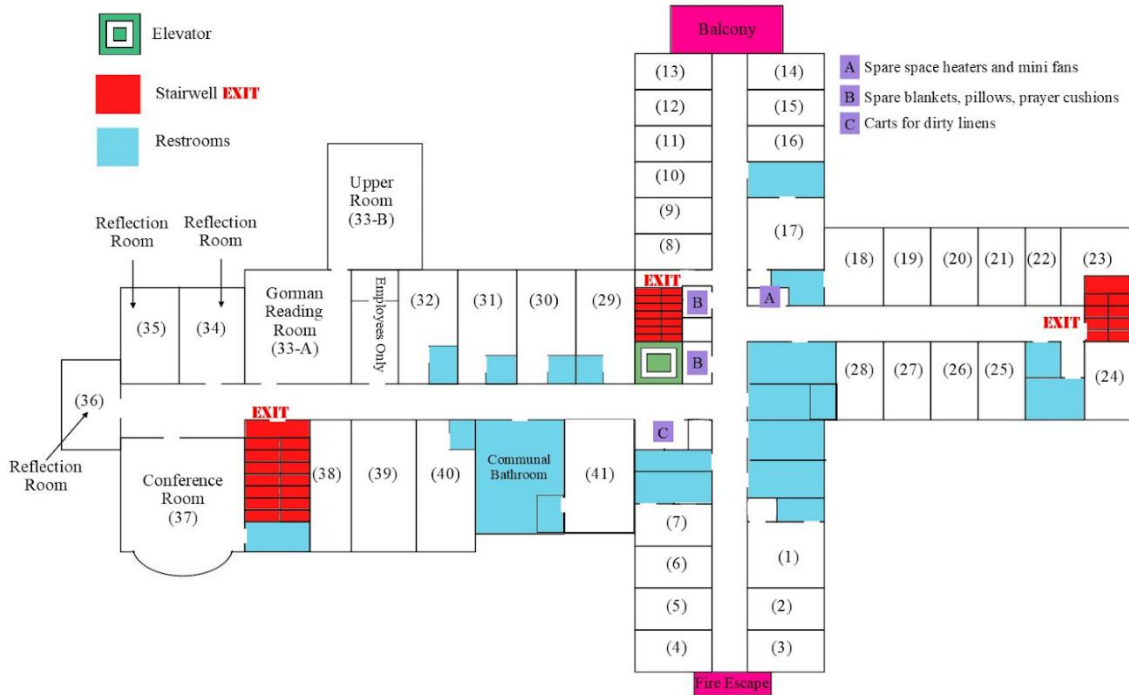 Elevator
Stairwell EXIT
Restrooms
Balcony
A Spare space heaters and mini fans
B Spare blankets, pillows, prayer cushions
C Carts for dirty linens
(13)
(14)
(12)
(15)
(11)
(16)
(10)
(9)
(8)
(17)
Upper
Room
(33-B)
Reflection
Room
Reflection
Room
(35)
(34)
Gorman
Reading
Room
(33-A)
Employees Only
(32)
(31)
(30)
(29)
EXIT
B
B
A
(18)
(19)
(20)
(21)
(22)
(23)
EXIT
(28)
(27)
(26)
(25)
(24)
(36)
Reflection
Room
EXIT
Conference
Room
(37)
(38)
(39)
(40)
Communal
Bathroom
(41)
C
(7)
(6)
(5)
(4)
(1)
(2)
(3)
Fire Escape